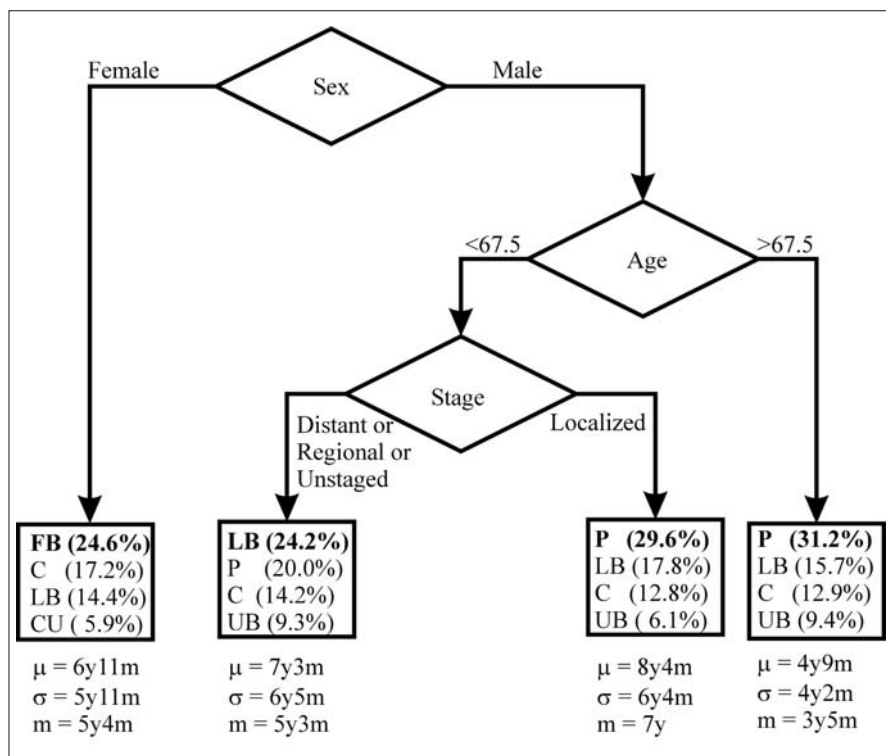 Female
Sex
Male
<67.5
Age
>67.5
Stage
Distant or
Regional or
Unstaged
Localized
FB (24.6%)
C (17.2%)
LB (14.4%)
CU ( 5.9%)
μ = 6y11m
σ = 5y11m
m = 5y4m
LB (24.2%)
P (20.0%)
C (14.2%)
UB (9.3%)
μ = 7y3m
σ = 6y5m
m = 5y3m
P (29.6%)
LB (17.8%)
C (12.8%)
UB ( 6.1%)
μ = 8y4m
σ = 6y4m
m = 7y
P (31.2%)
LB (15.7%)
C (12.9%)
UB (9.4%)
μ = 4y9m
σ = 4y2m
m = 3y5m